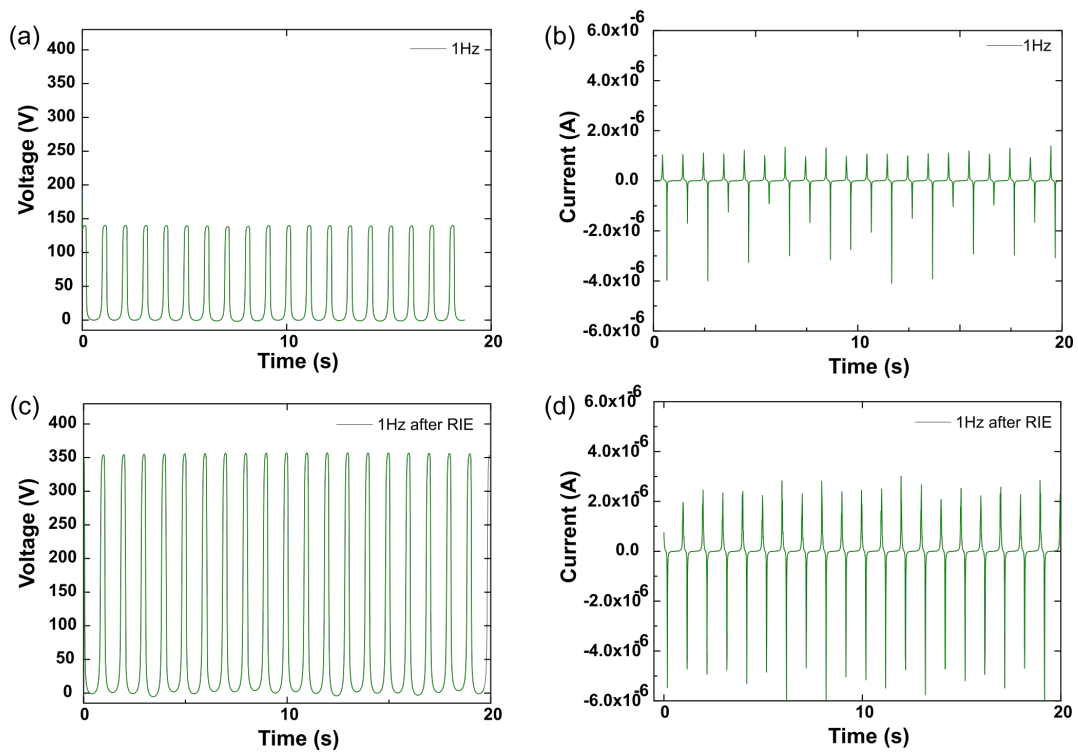 (a)
400
350
300
250
200
150
100
50
0
Voltage (V)
1Hz
0
10
20
Time (s)
(b)
6.0x10-6
4.0x10-6
2.0x10-6
0.0
-2.0x10-6
-4.0x10-6
-6.0x10-6
Current (A)
1Hz
0
10
20
Time (s)
(c)
400
350
300
250
200
150
100
50
0
Voltage (V)
1Hz after RIE
0
10
20
Time (s)
(d)
6.0x10-6
4.0x10-6
2.0x10-6
0.0
-2.0x10-6
-4.0x10-6
-6.0x10-6
Current (A)
1Hz after RIE
0
10
20
Time (s)